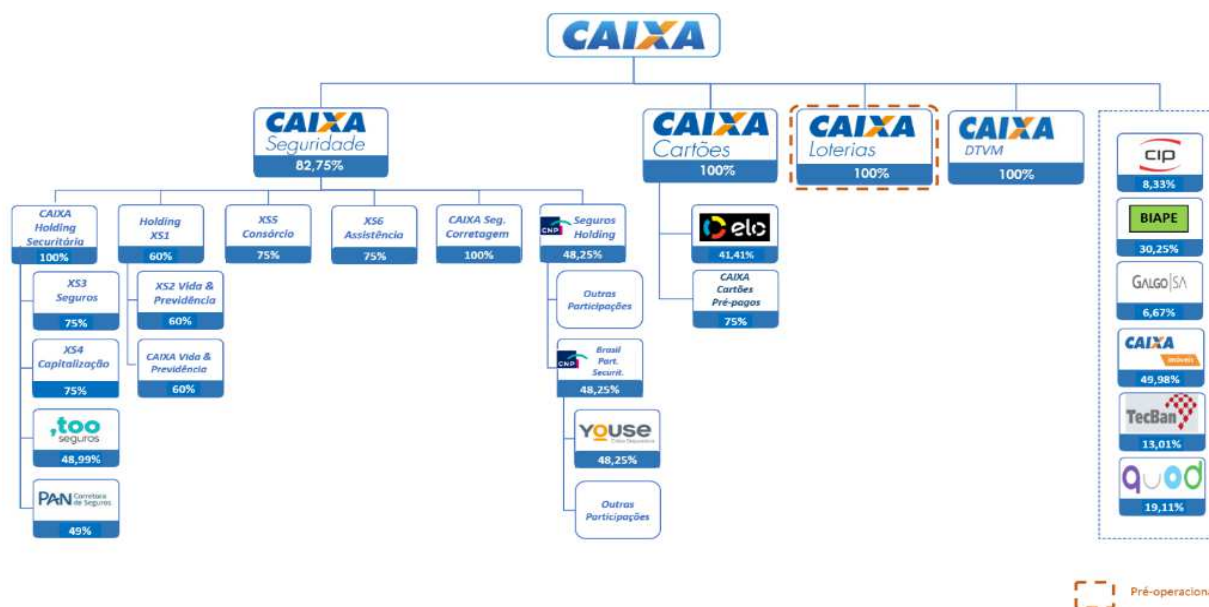 CAIXA
CAIXA
Seguridade
82,75%
CAIXA
Cartões
100%
CAIXA
Loterias
100%
CAIXA
DTVM
100%
CAIXA
Holding
Securitária
100%
Holding
XS1
60%
XS5
Consórcio
75%
XS6
Assistência
75%
CAIXA Seg.
Corretagem
100%
CNP
Seguros
Holding
48,25%
XS3
Seguros
75%
XS4
Capitalização
75%
,too
seguros
48,99%
PAN Corretora
de Seguros
49%
XS2 Vida &
Previdência
60%
CAIXA Vida &
Previdência
60%
Outras
Participações
CNP
Brasil
Part.
Securit.
48,25%
Youse
48,25%
Outras
Participações
elo
41,41%
CAIXA
Cartões
Pré-pagos
75%
CIP
8,33%
BIAPE
30,25%
GALGO|SA
6,67%
CAIXA
49,98%
TecBan
13,01%
quod
19,11%
Pré-operaciona